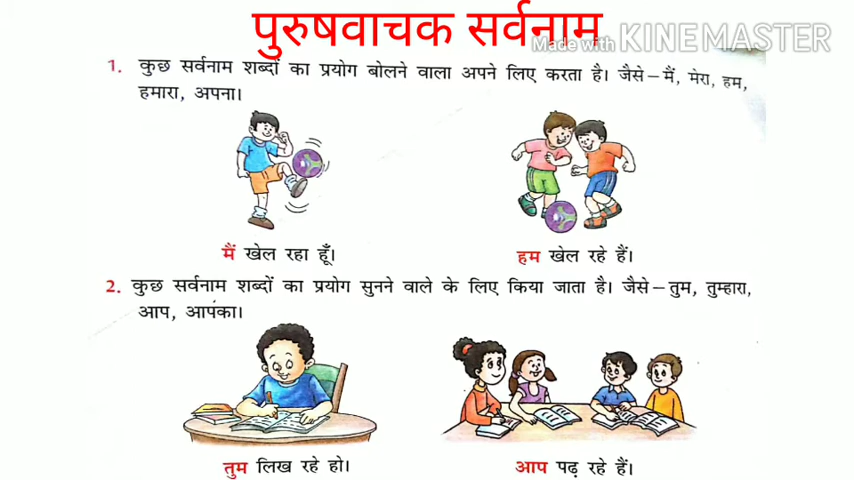 पुरुषवाचक सर्वनाम
Made with KINEMASTER
1. कुछ सर्वनाम शब्दों का प्रयोग बोलने वाला अपने लिए करता है। जैसे – मैं, मेरा, हम,
हमारा, अपना।
मैं खेल रहा हूँ।
हम खेल रहे हैं।
2. कुछ सर्वनाम शब्दों का प्रयोग सुनने वाले के लिए किया जाता है। जैसे – तुम, तुम्हारा,
आप, आपका।
तुम लिख रहे हो।
आप पढ़ रहे हैं।